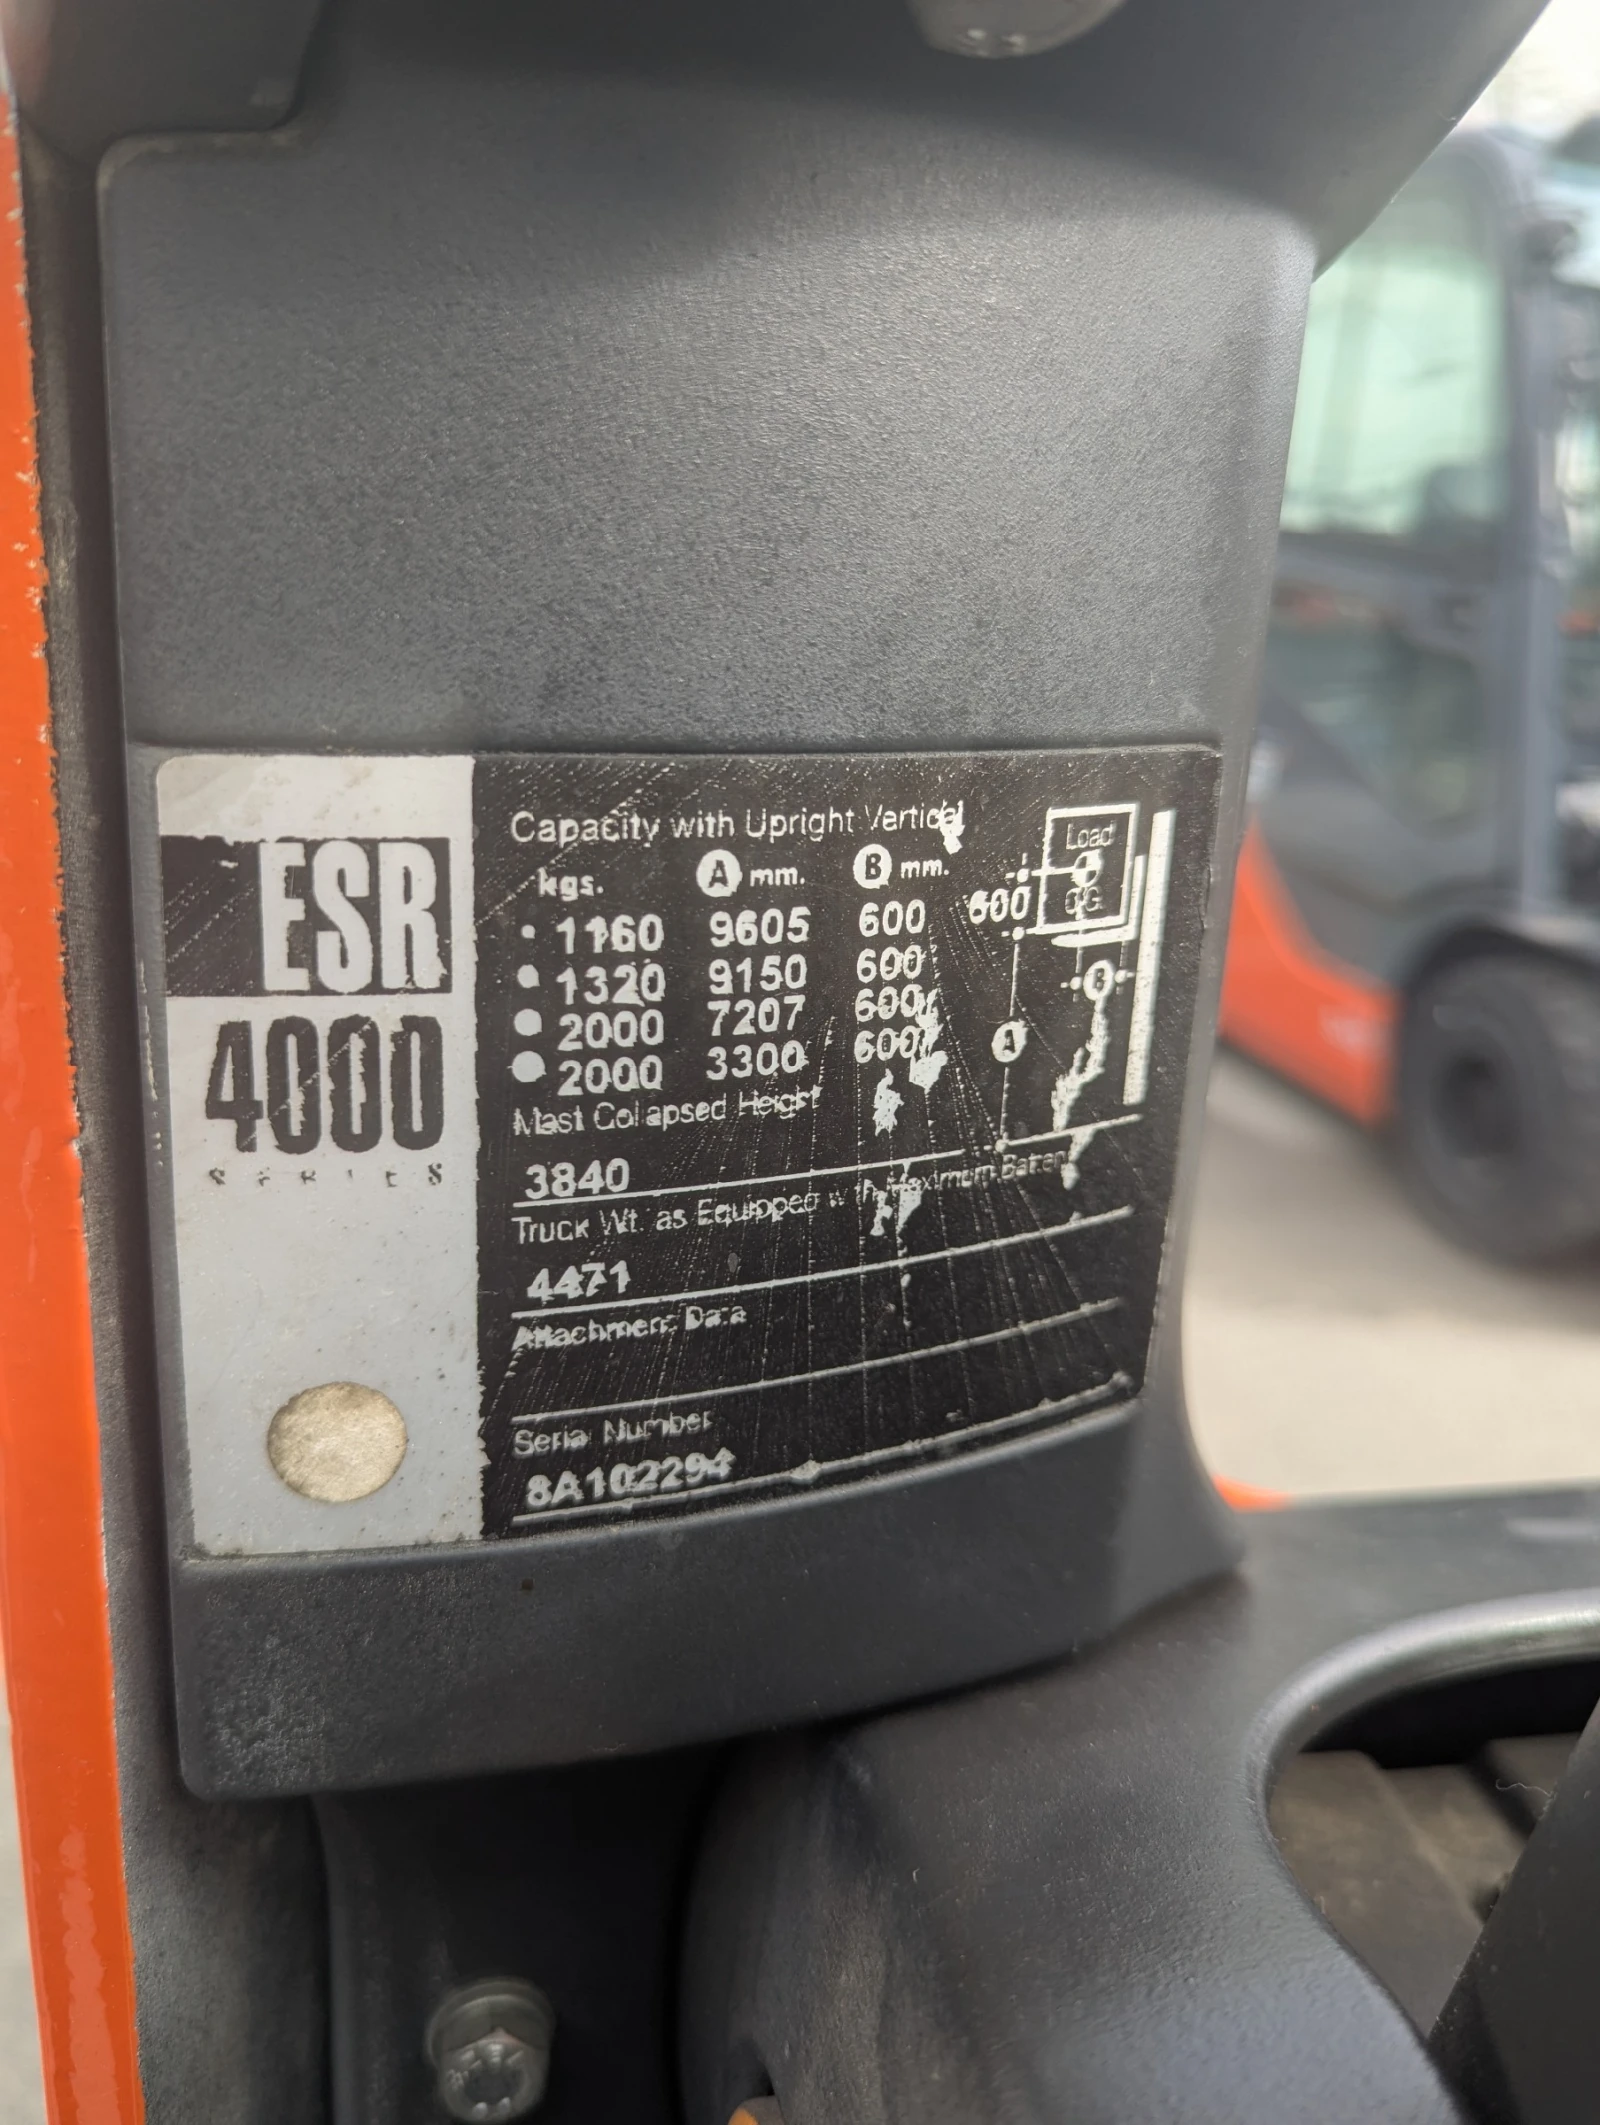 ESR
4000
SERIES
Capacity with Upright Vertical
kgs. A mm. B mm.
1160 9605 600
1320 9150 600
2000 7207 600
2000 3300 600
Load
C.G.
600
B
A
Mast Collapsed Height
3840
Truck Wt. as Equipped with Maximum Battery
4471
Attachment Data
Serial Number
8A102294